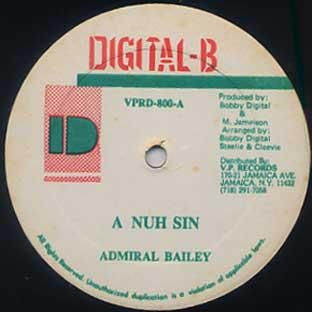 DIGITAL-B
VPRD-800-A
Produced by:
Bobby Digital
&
M. Jamnison
Arranged by:
Bobby Digital
Steelie & Cleevie
Distributed By:
V.P. RECORDS
170-21 JAMAICA AVE.
JAMAICA, N.Y. 11432
(718) 291-7058
ID
A NUH SIN
ADMIRAL BAILEY
All Rights Reserved. Unauthorized duplication is a violation of applicable laws.